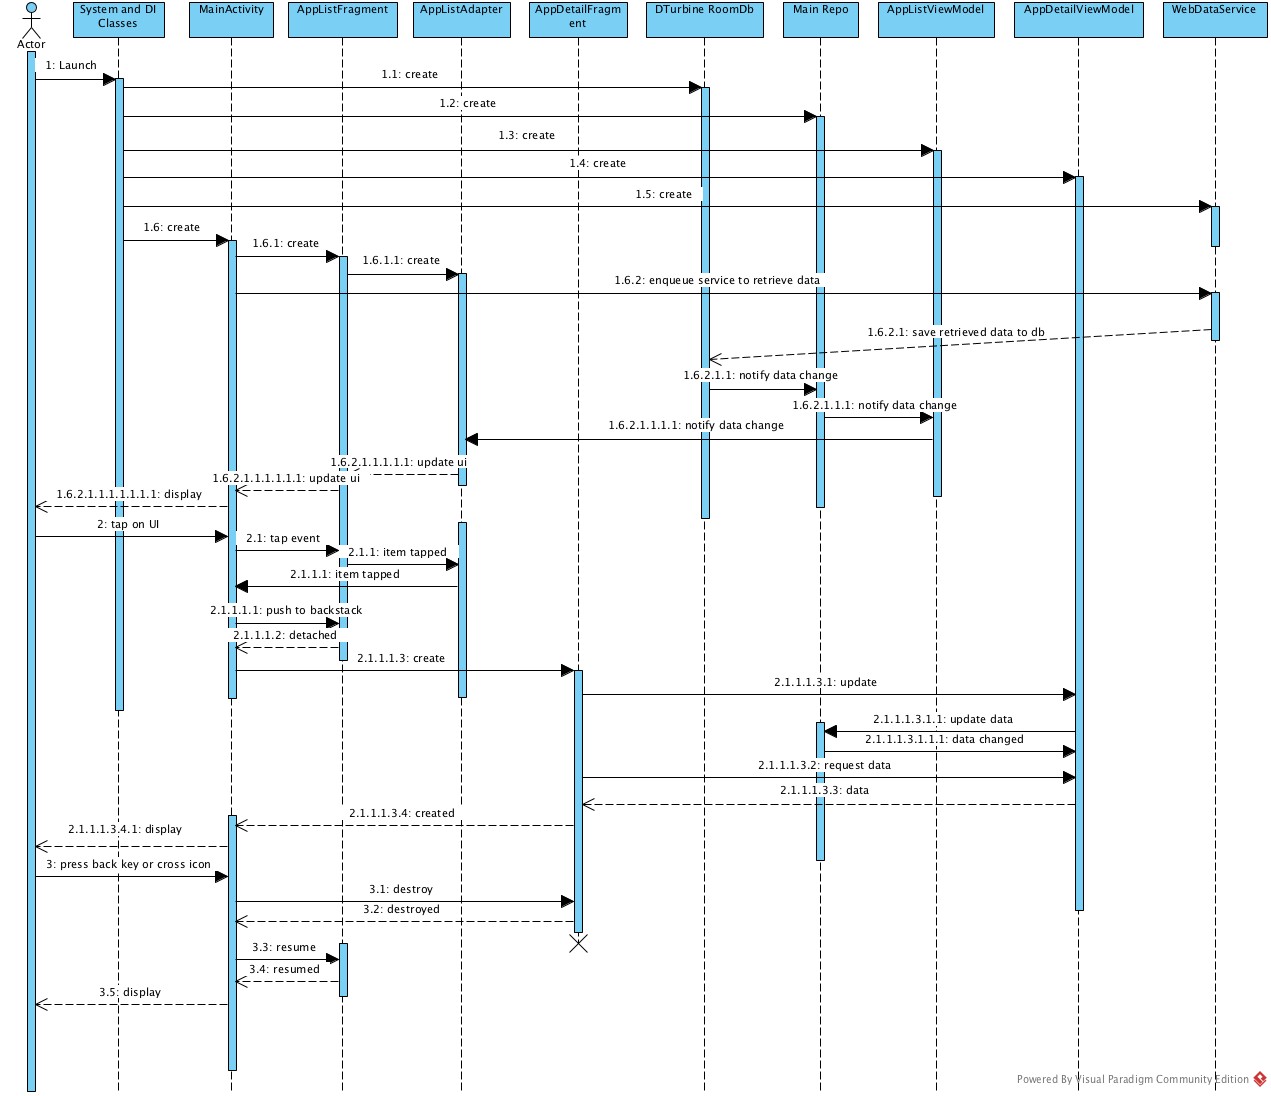 System and DI
Classes
MainActivity
AppListFragment
AppListAdapter
AppDetailFragm
ent
DTurbine RoomDb
Main Repo
AppListViewModel
AppDetailViewModel
WebDataService
Actor
1: Launch
1.1: create
1.2: create
1.3: create
1.4: create
1.5: create
1.6: create
1.6.1: create
1.6.1.1: create
1.6.2: enqueue service to retrieve data
1.6.2.1: save retrieved data to db
1.6.2.1.1: notify data change
1.6.2.1.1.1: notify data change
1.6.2.1.1.1.1: notify data change
1.6.2.1.1.1.1.1: update ui
1.6.2.1.1.1.1.1.1: update ui
1.6.2.1.1.1.1.1.1.1: display
2: tap on UI
2.1: tap event
2.1.1: item tapped
2.1.1.1: item tapped
2.1.1.1.1: push to backstack
2.1.1.1.2: detached
2.1.1.1.3: create
2.1.1.1.3.1: update
2.1.1.1.3.1.1: update data
2.1.1.1.3.1.1.1: data changed
2.1.1.1.3.2: request data
2.1.1.1.3.3: data
2.1.1.1.3.4: created
2.1.1.1.3.4.1: display
3: press back key or cross icon
3.1: destroy
3.2: destroyed
3.3: resume
3.4: resumed
3.5: display
Powered By Visual Paradigm Community Edition